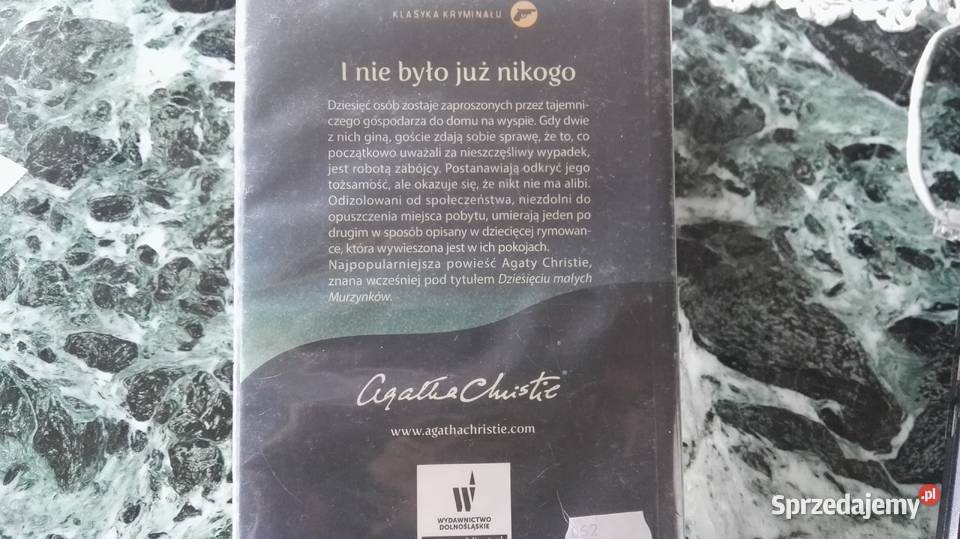 KLASYKA KRYMINAŁU
I nie było już nikogo
Dziesięć osób zostaje zaproszonych przez tajemni-
czego gospodarza do domu na wyspie. Gdy dwie
z nich giną, goście zdają sobie sprawę, że to, co
początkowo uważali za nieszczęśliwy wypadek,
jest robotą zabójcy. Postanawiają odkryć jego
tożsamość, ale okazuje się, że nikt nie ma alibi.
Odizolowani od społeczeństwa, niezdolni do
opuszczenia miejsca pobytu, umierają jeden po
drugim w sposób opisany w dziecięcej rymowan-
ce, która wywieszona jest w ich pokojach.
Najpopularniejsza powieść Agaty Christie,
znana wcześniej pod tytułem Dziesięciu małych
Murzynków.
Agatha Christie
www.agathachristie.com
W
WYDAWNICTWO
DOLNOŚLĄSKIE
052
Sprzedajemy.pl